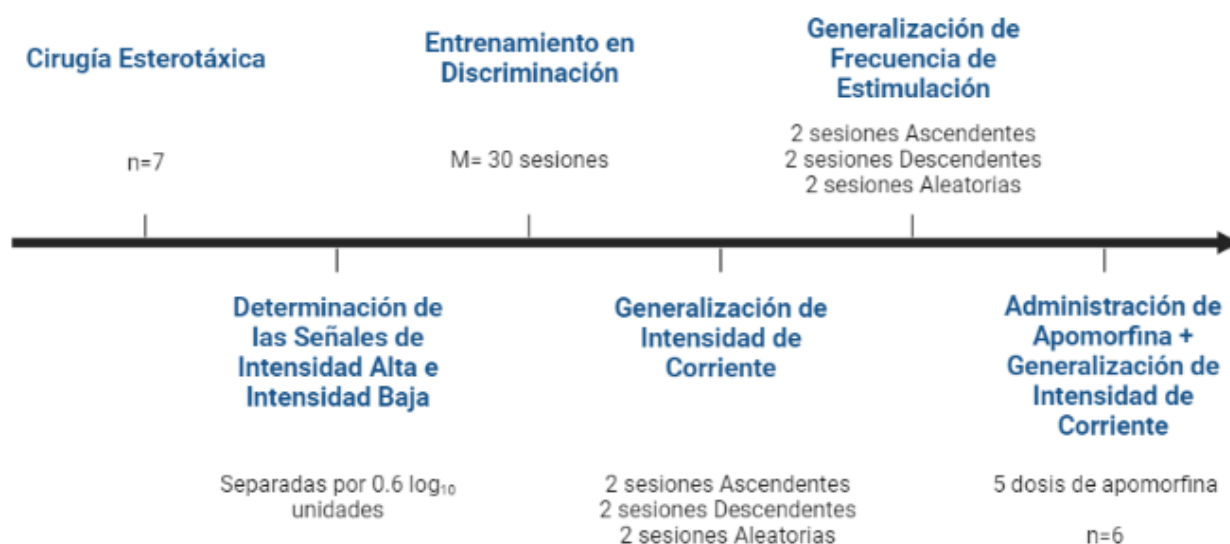 Cirugía Esterotáxica
n=7
Determinación de
las Señales de
Intensidad Alta e
Intensidad Baja
Separadas por 0.6 log₁₀
unidades
Entrenamiento en
Discriminación
M= 30 sesiones
Generalización de
Intensidad de
Corriente
2 sesiones Ascendentes
2 sesiones Descendentes
2 sesiones Aleatorias
Generalización de
Frecuencia de
Estimulación
2 sesiones Ascendentes
2 sesiones Descendentes
2 sesiones Aleatorias
Administración de
Apomorfina +
Generalización de
Intensidad de
Corriente
5 dosis de apomorfina
n=6